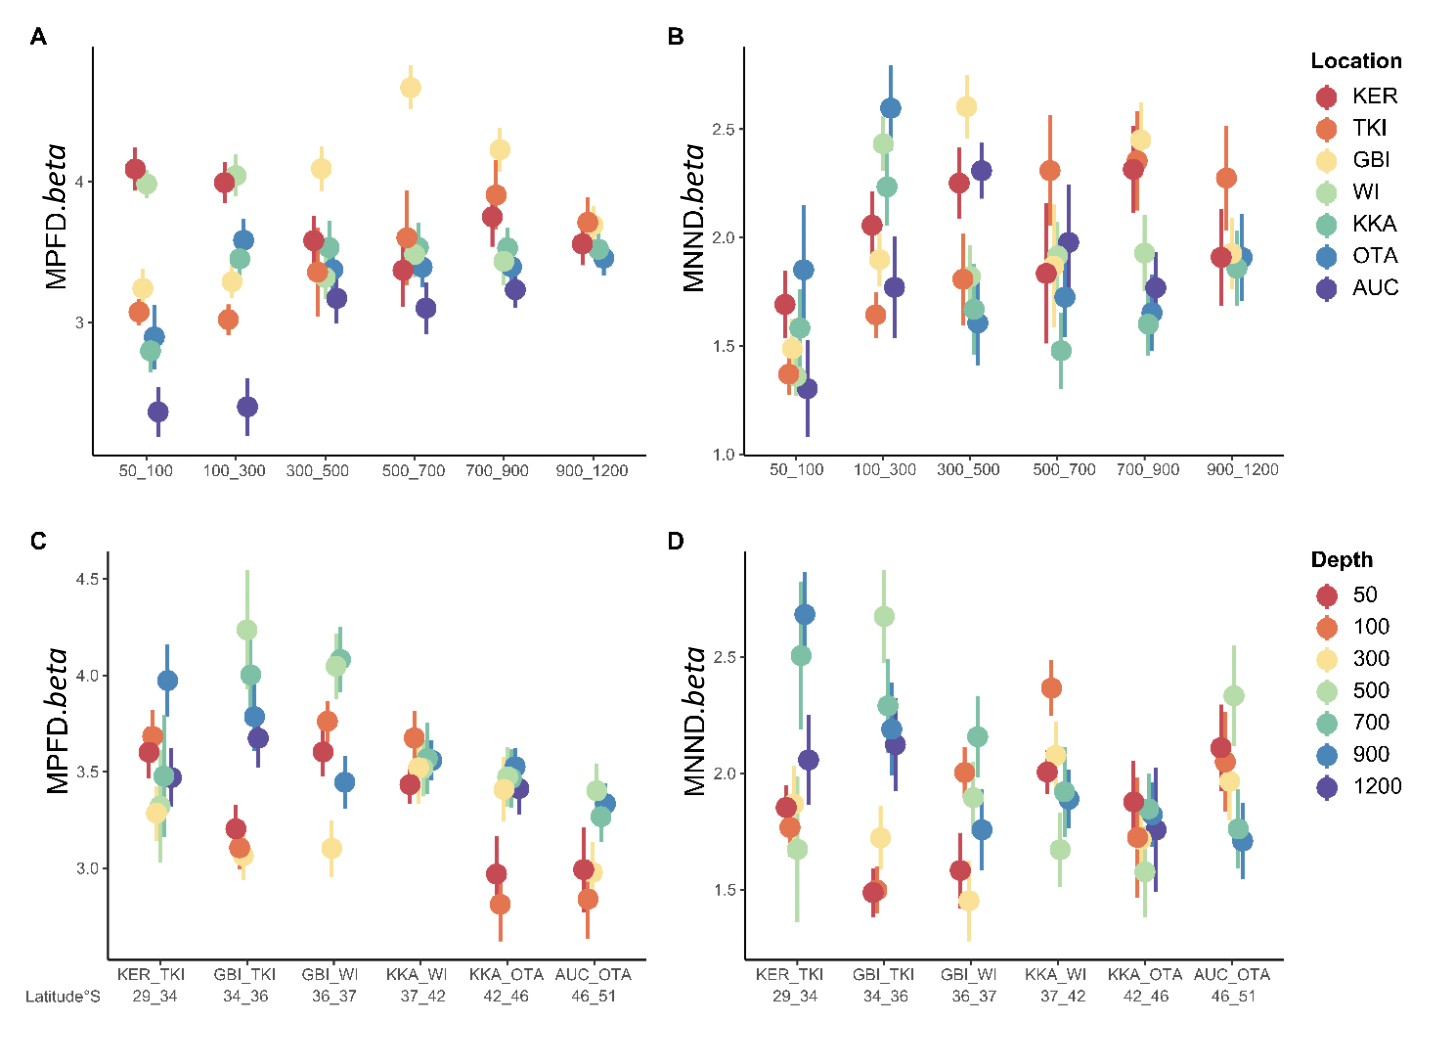 A
MPFD.beta
4
3
50_100 100_300 300_500 500_700 700_900 900_1200
B
MNND.beta
2.5
2.0
1.5
1.0
50_100 100_300 300_500 500_700 700_900 900_1200
Location
KER
TKI
GBI
WI
KKA
OTA
AUC
C
MPFD.beta
4.5
4.0
3.5
3.0
KER_TKI GBI_TKI GBI_WI KKA_WI KKA_OTA AUC_OTA
Latitude°S 29_34 34_36 36_37 37_42 42_46 46_51
D
MNND.beta
2.5
2.0
1.5
KER_TKI GBI_TKI GBI_WI KKA_WI KKA_OTA AUC_OTA
29_34 34_36 36_37 37_42 42_46 46_51
Depth
50
100
300
500
700
900
1200